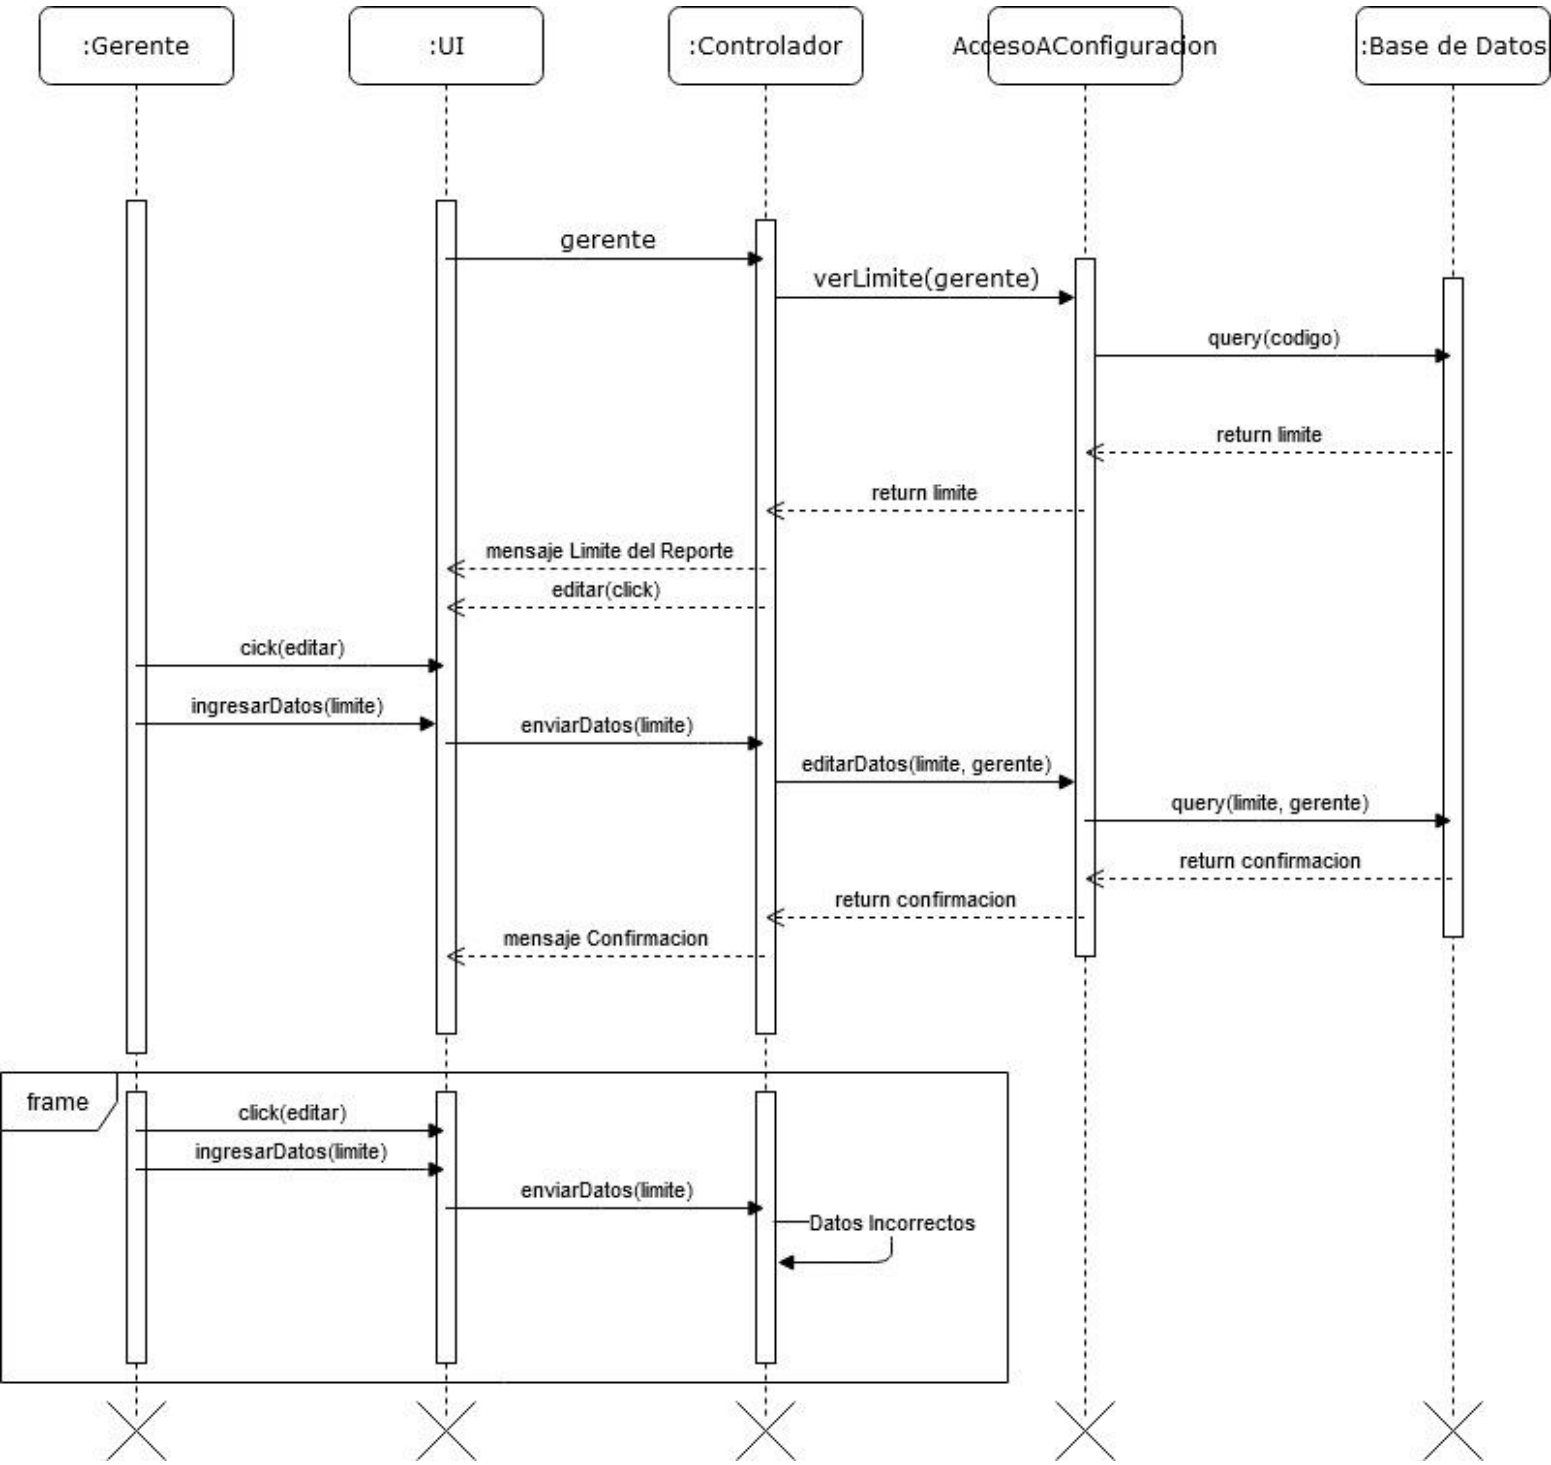 :Gerente
:UI
:Controlador
AccesoAConfiguracion
:Base de Datos
gerente
verLimite(gerente)
query(codigo)
return limite
return limite
mensaje Limite del Reporte
editar(click)
cick(editar)
ingresarDatos(limite)
enviarDatos(limite)
editarDatos(limite, gerente)
query(limite, gerente)
return confirmacion
return confirmacion
mensaje Confirmacion
frame
click(editar)
ingresarDatos(limite)
enviarDatos(limite)
Datos Incorrectos